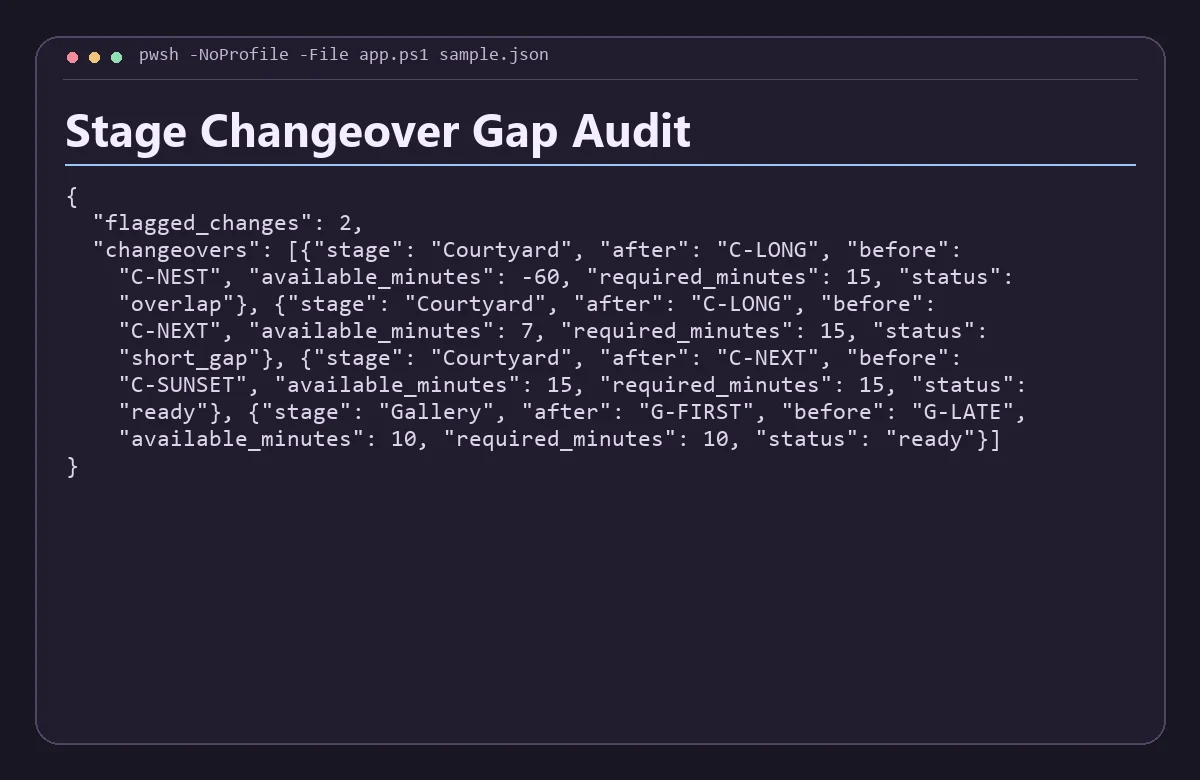 pwsh -NoProfile -File app.ps1 sample.json
Stage Changeover Gap Audit
{
  "flagged_changes": 2,
  "changeovers": [{"stage": "Courtyard", "after": "C-LONG", "before":
    "C-NEST", "available_minutes": -60, "required_minutes": 15, "status":
    "overlap"}, {"stage": "Courtyard", "after": "C-LONG", "before":
    "C-NEXT", "available_minutes": 7, "required_minutes": 15, "status":
    "short_gap"}, {"stage": "Courtyard", "after": "C-NEXT", "before":
    "C-SUNSET", "available_minutes": 15, "required_minutes": 15, "status":
    "ready"}, {"stage": "Gallery", "after": "G-FIRST", "before": "G-LATE",
    "available_minutes": 10, "required_minutes": 10, "status": "ready"}]
}